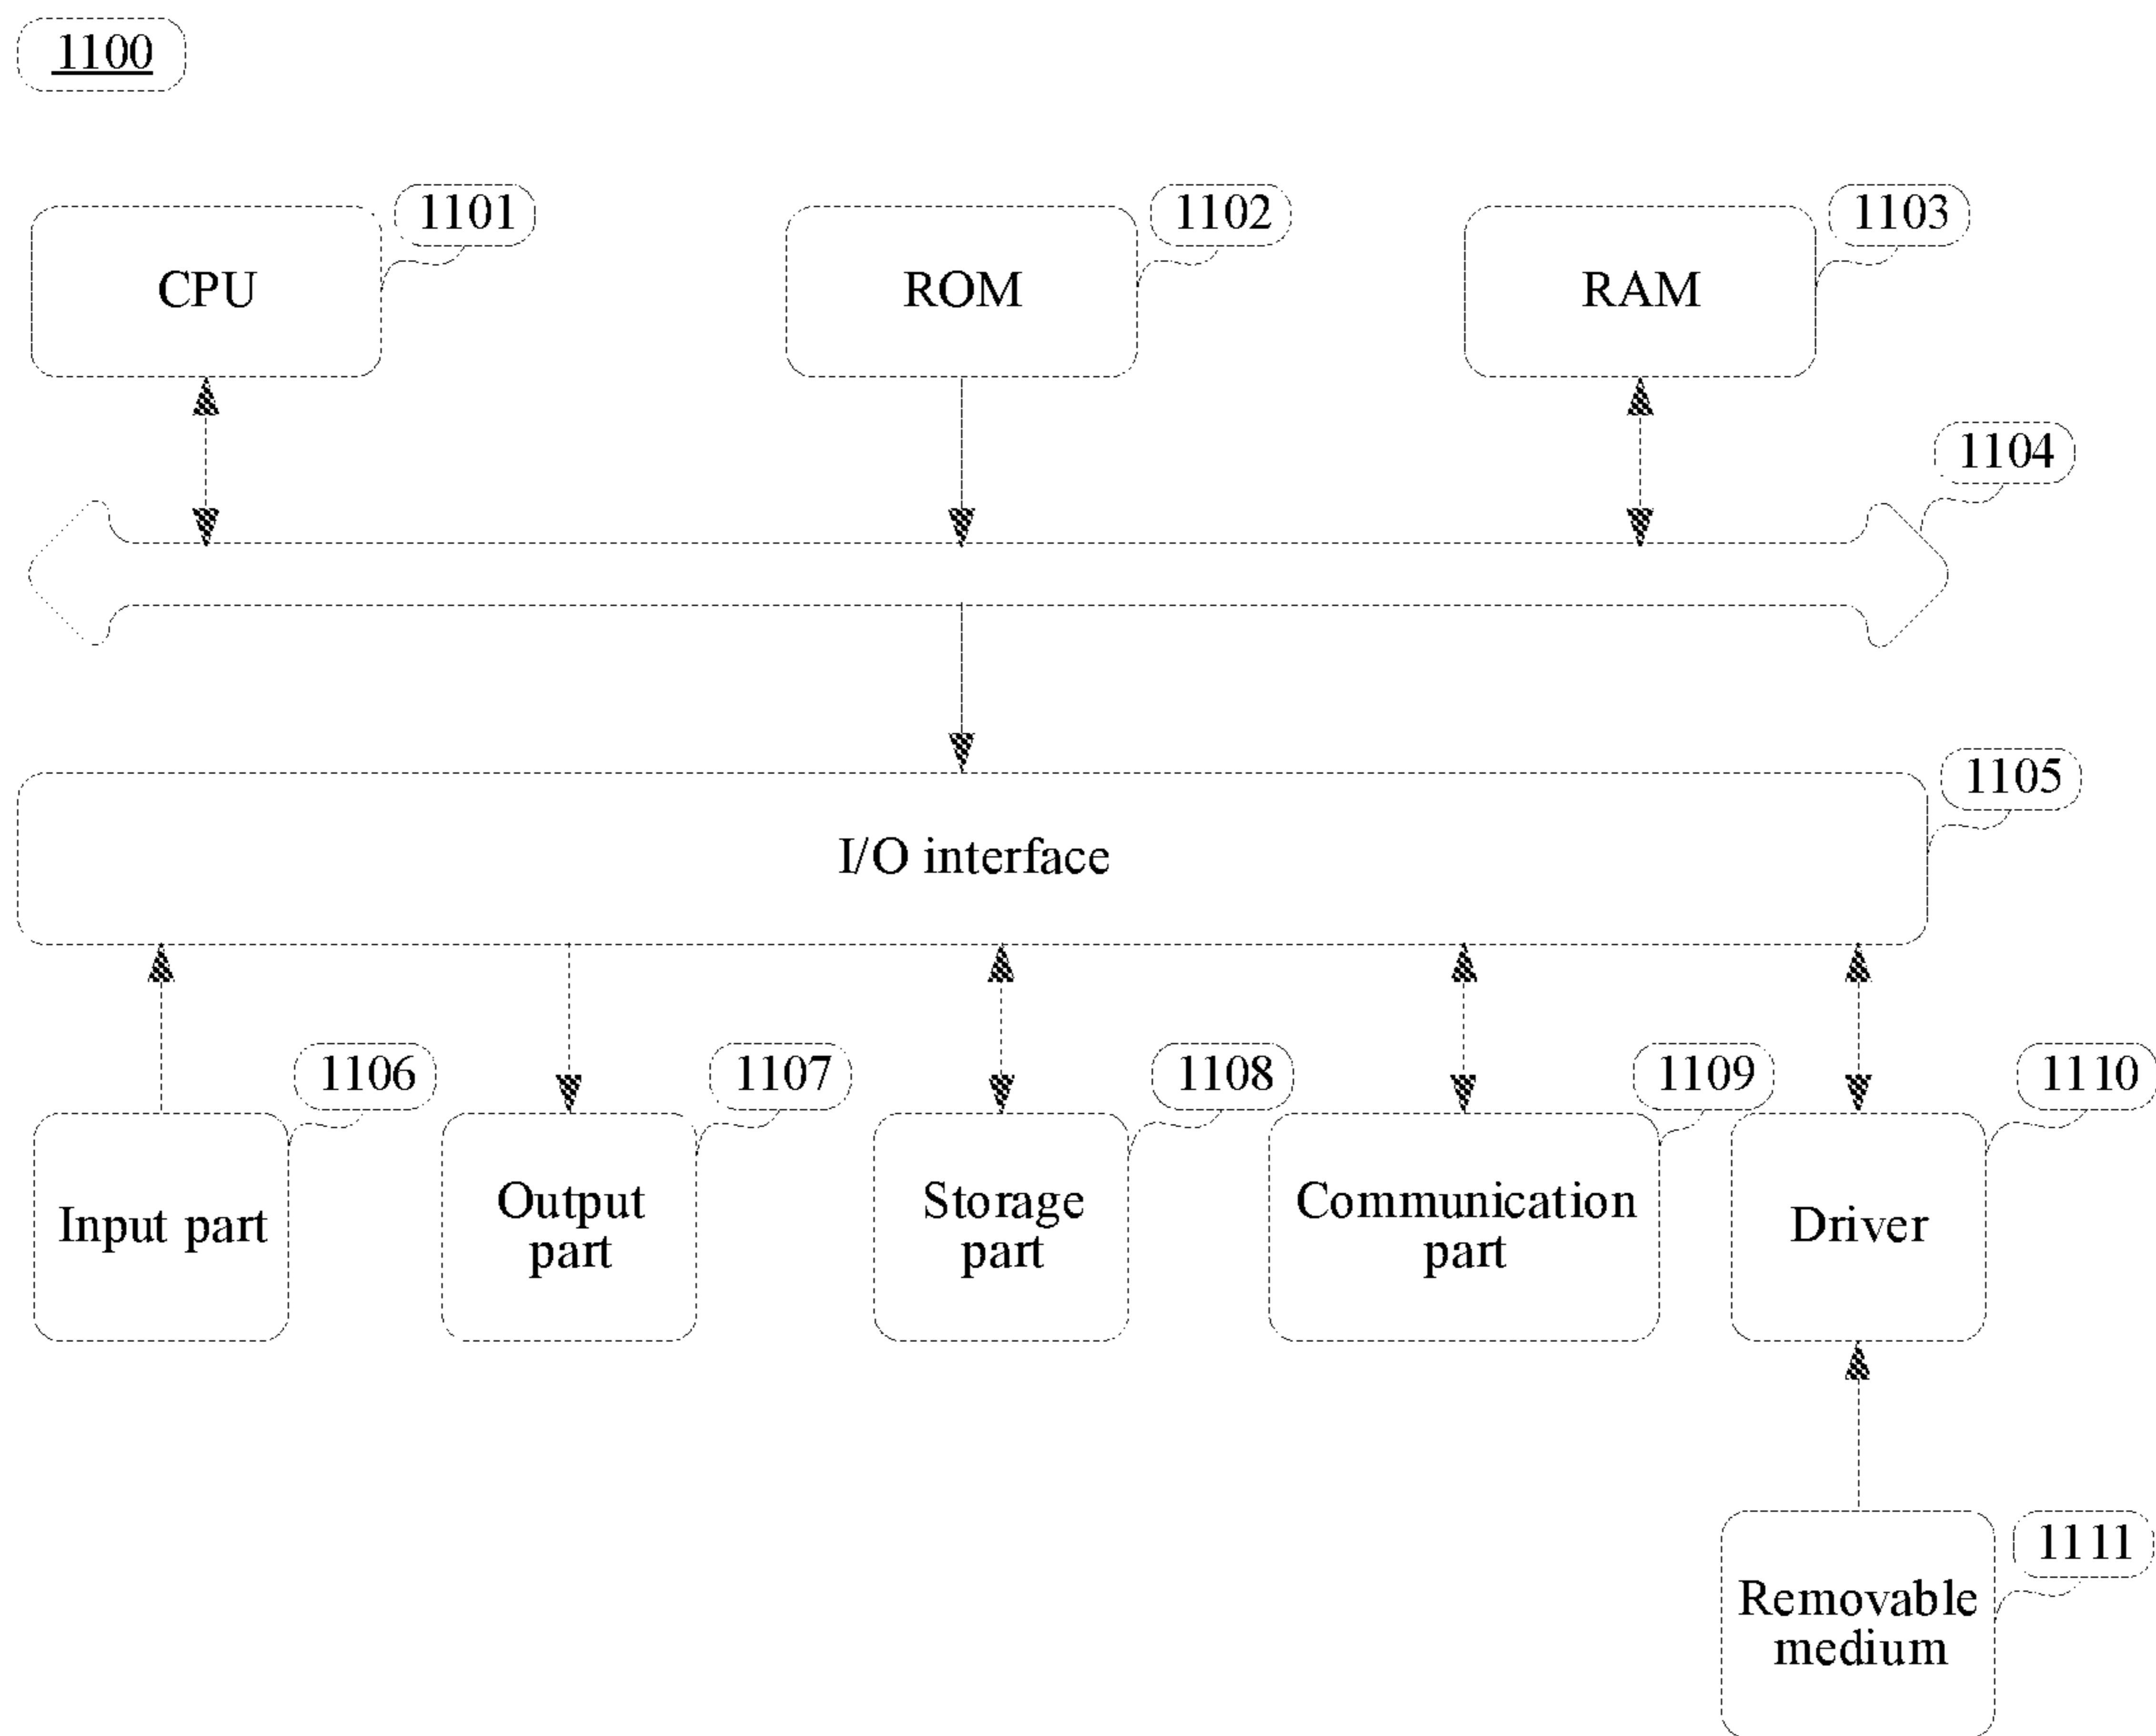 1100
1101
CPU
1102
ROM
1103
RAM
1104
1105
I/O interface
1106
Input part
1107
Output
part
1108
Storage
part
1109
Communication
part
1110
Driver
1111
Removable
medium